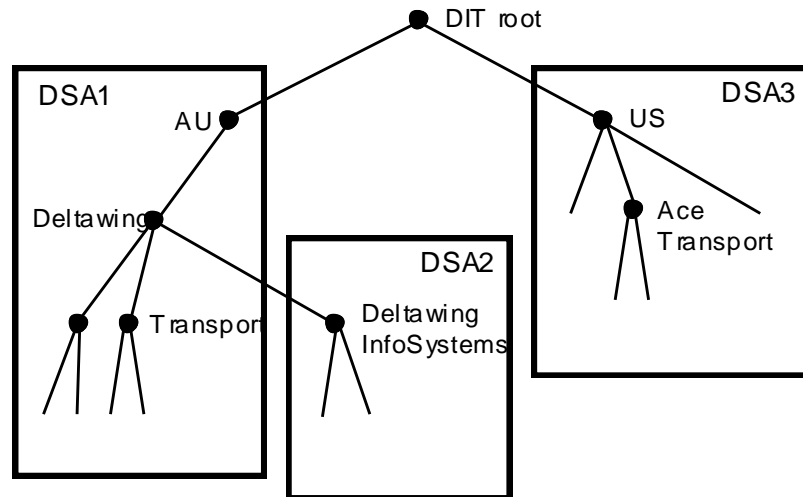 DIT root
DSA1
DSA3
AU
US
Deltawing
Ace
Transport
DSA2
Transport
Deltawing
InfoSystems